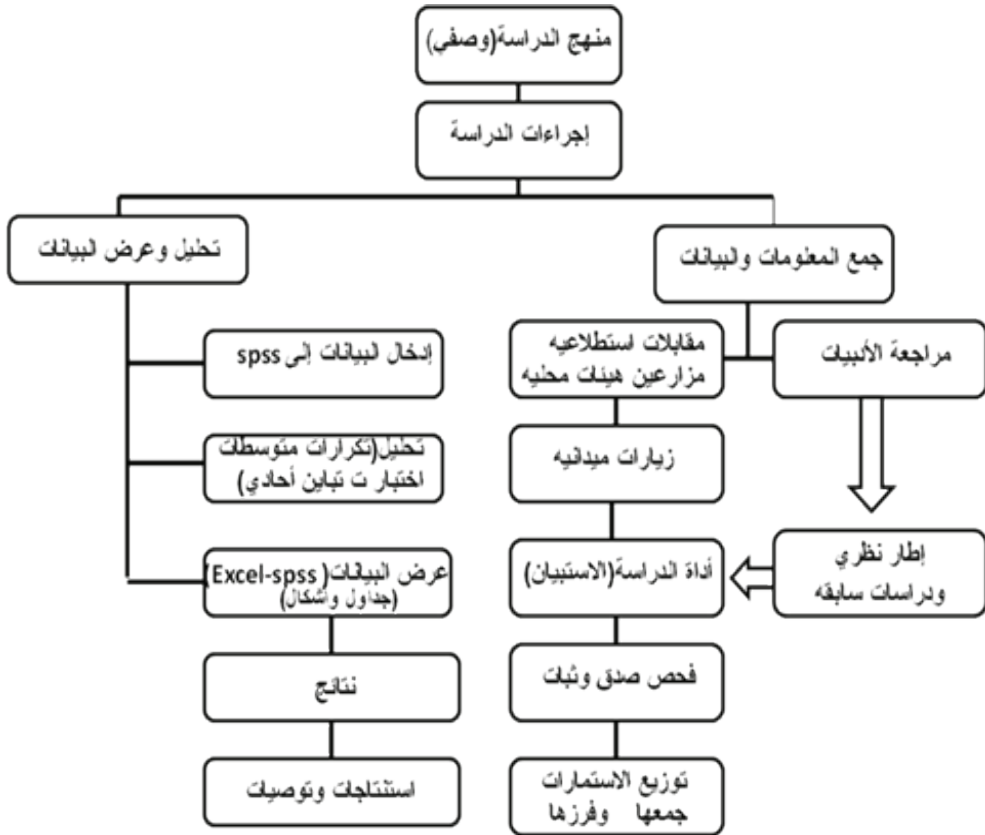 منهج الدراسة(وصفي)
إجراءات الدراسة
جمع المعلومات والبيانات
مراجعة الأدبيات
إطار نظري
ودراسات سابقه
مقابلات استطلاعيه
مزارعين هيئات محليه
زيارات ميدانيه
أداة الدراسة(الاستبيان)
فحص صدق وثبات
توزيع الاستمارات
جمعها وفرزها
تحليل وعرض البيانات
إدخال البيانات إلى spss
تحليل(تكرارات متوسطات
اختبار ت تباين أحادي)
عرض البيانات(Excel-spss)
(جداول وأشكال)
نتائج
استنتاجات وتوصيات